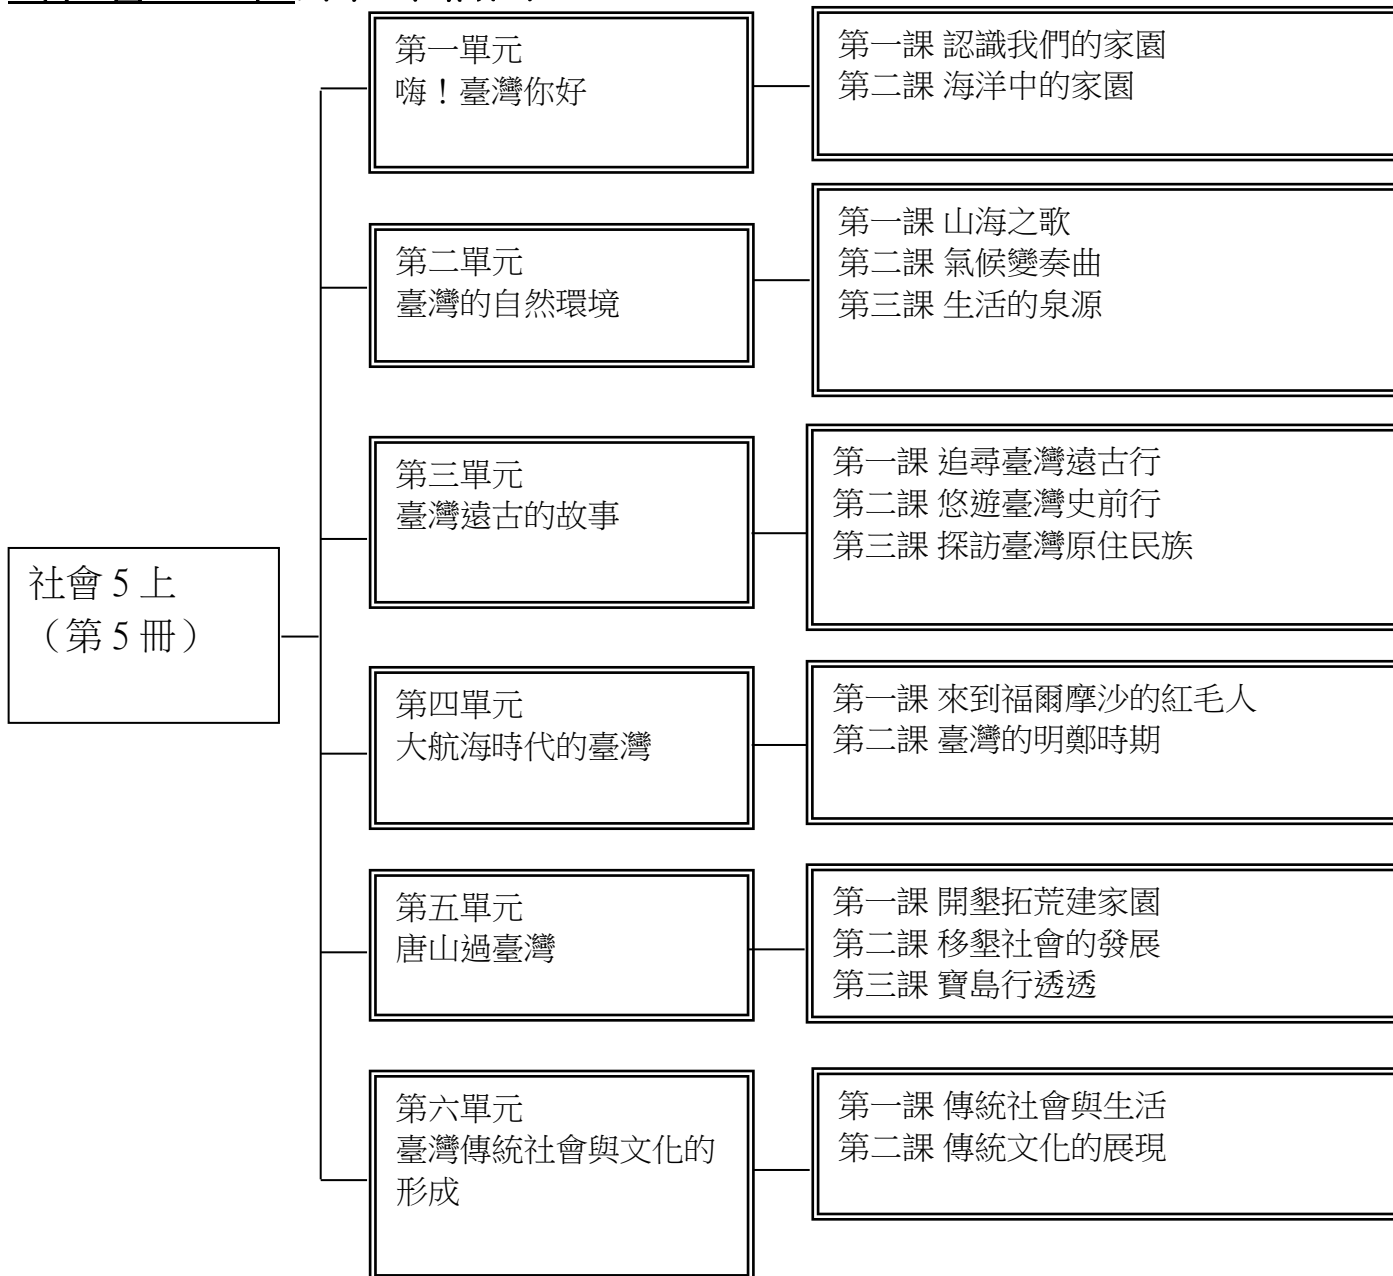 社會 5 上
（第 5 冊）
第一單元
嗨！臺灣你好
第一課 認識我們的家園
第二課 海洋中的家園
第二單元
臺灣的自然環境
第一課 山海之歌
第二課 氣候變奏曲
第三課 生活的泉源
第三單元
臺灣遠古的故事
第一課 追尋臺灣遠古行
第二課 悠遊臺灣史前行
第三課 探訪臺灣原住民族
第四單元
大航海時代的臺灣
第一課 來到福爾摩沙的紅毛人
第二課 臺灣的明鄭時期
第五單元
唐山過臺灣
第一課 開墾拓荒建家園
第二課 移墾社會的發展
第三課 寶島行透透
第六單元
臺灣傳統社會與文化的
形成
第一課 傳統社會與生活
第二課 傳統文化的展現